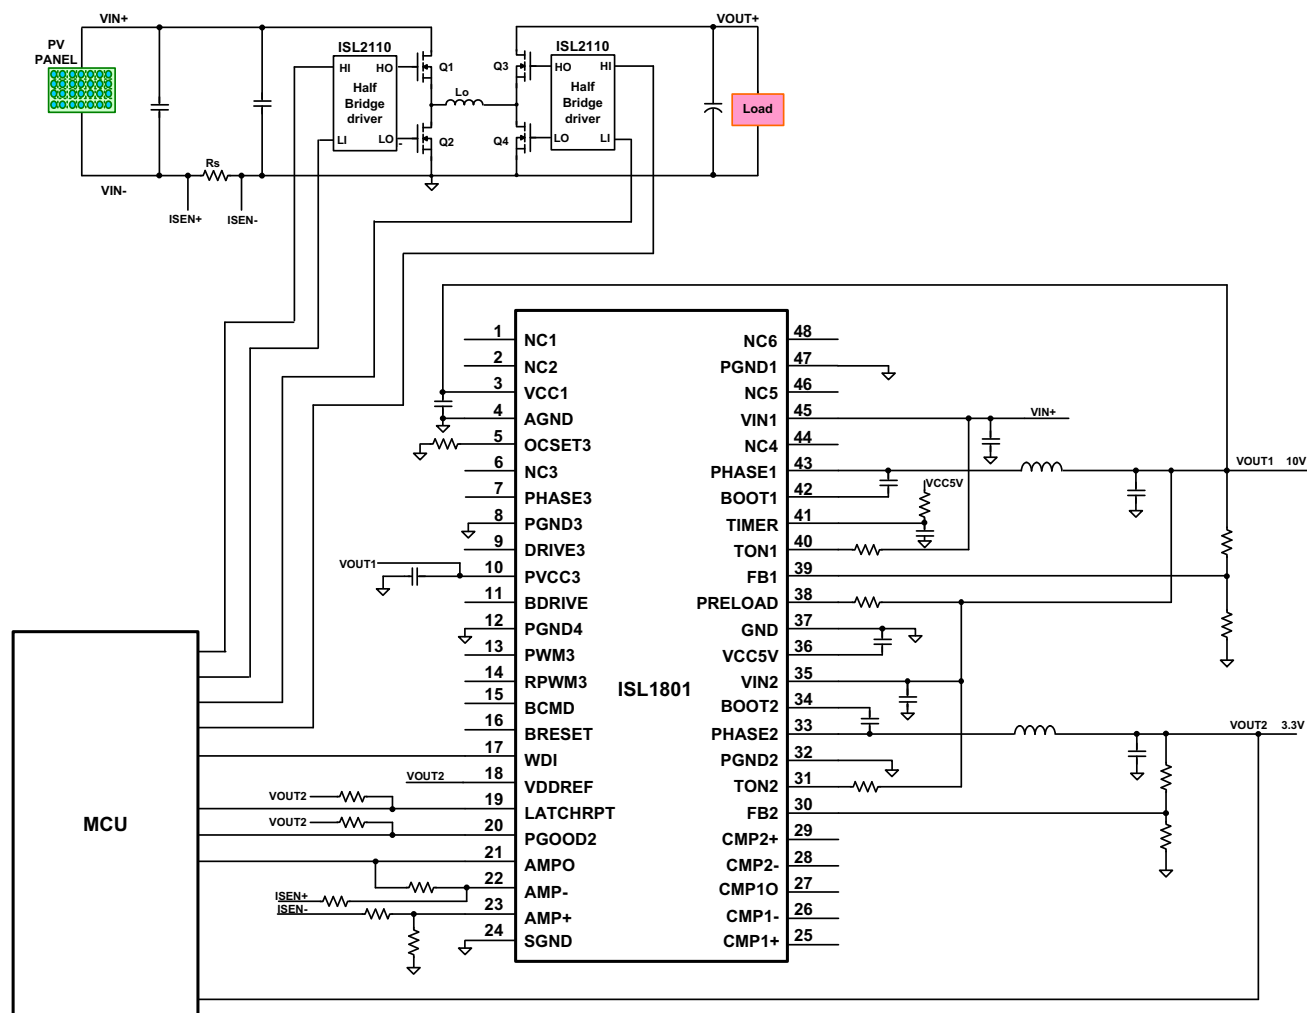 VIN+
VOUT+
PV
PANEL
ISL2110
HI
HO
Half
Bridge
driver
LI
LO
-
Q1
Q2
Lo
Q3
Q4
ISL2110
HO
HI
Half
Bridge
driver
LO
LI
Load
VIN-
Rs
ISEN+
ISEN-
1 NC1
2 NC2
3 VCC1
4 AGND
5 OCSET3
6 NC3
7 PHASE3
8 PGND3
9 DRIVE3
VOUT1
10 PVCC3
11 BDRIVE
12 PGND4
13 PWM3
14 RPWM3
15 BCMD
16 BRESET
17 WDI
VOUT2
18 VDDREF
VOUT2
19 LATCHRPT
VOUT2
20 PGOOD2
21 AMPO
22 AMP-
ISEN+
ISEN-
23 AMP+
24 SGND
ISL1801
MCU
NC6 48
PGND1 47
NC5 46
VIN1 45
VIN+
NC4 44
PHASE1 43
VOUT1 10V
BOOT1 42
VCC5V
TIMER 41
TON1 40
FB1 39
PRELOAD 38
GND 37
VCC5V 36
VIN2 35
BOOT2 34
PHASE2 33
VOUT2 3.3V
PGND2 32
TON2 31
FB2 30
CMP2+ 29
CMP2- 28
CMP1O 27
CMP1- 26
CMP1+ 25